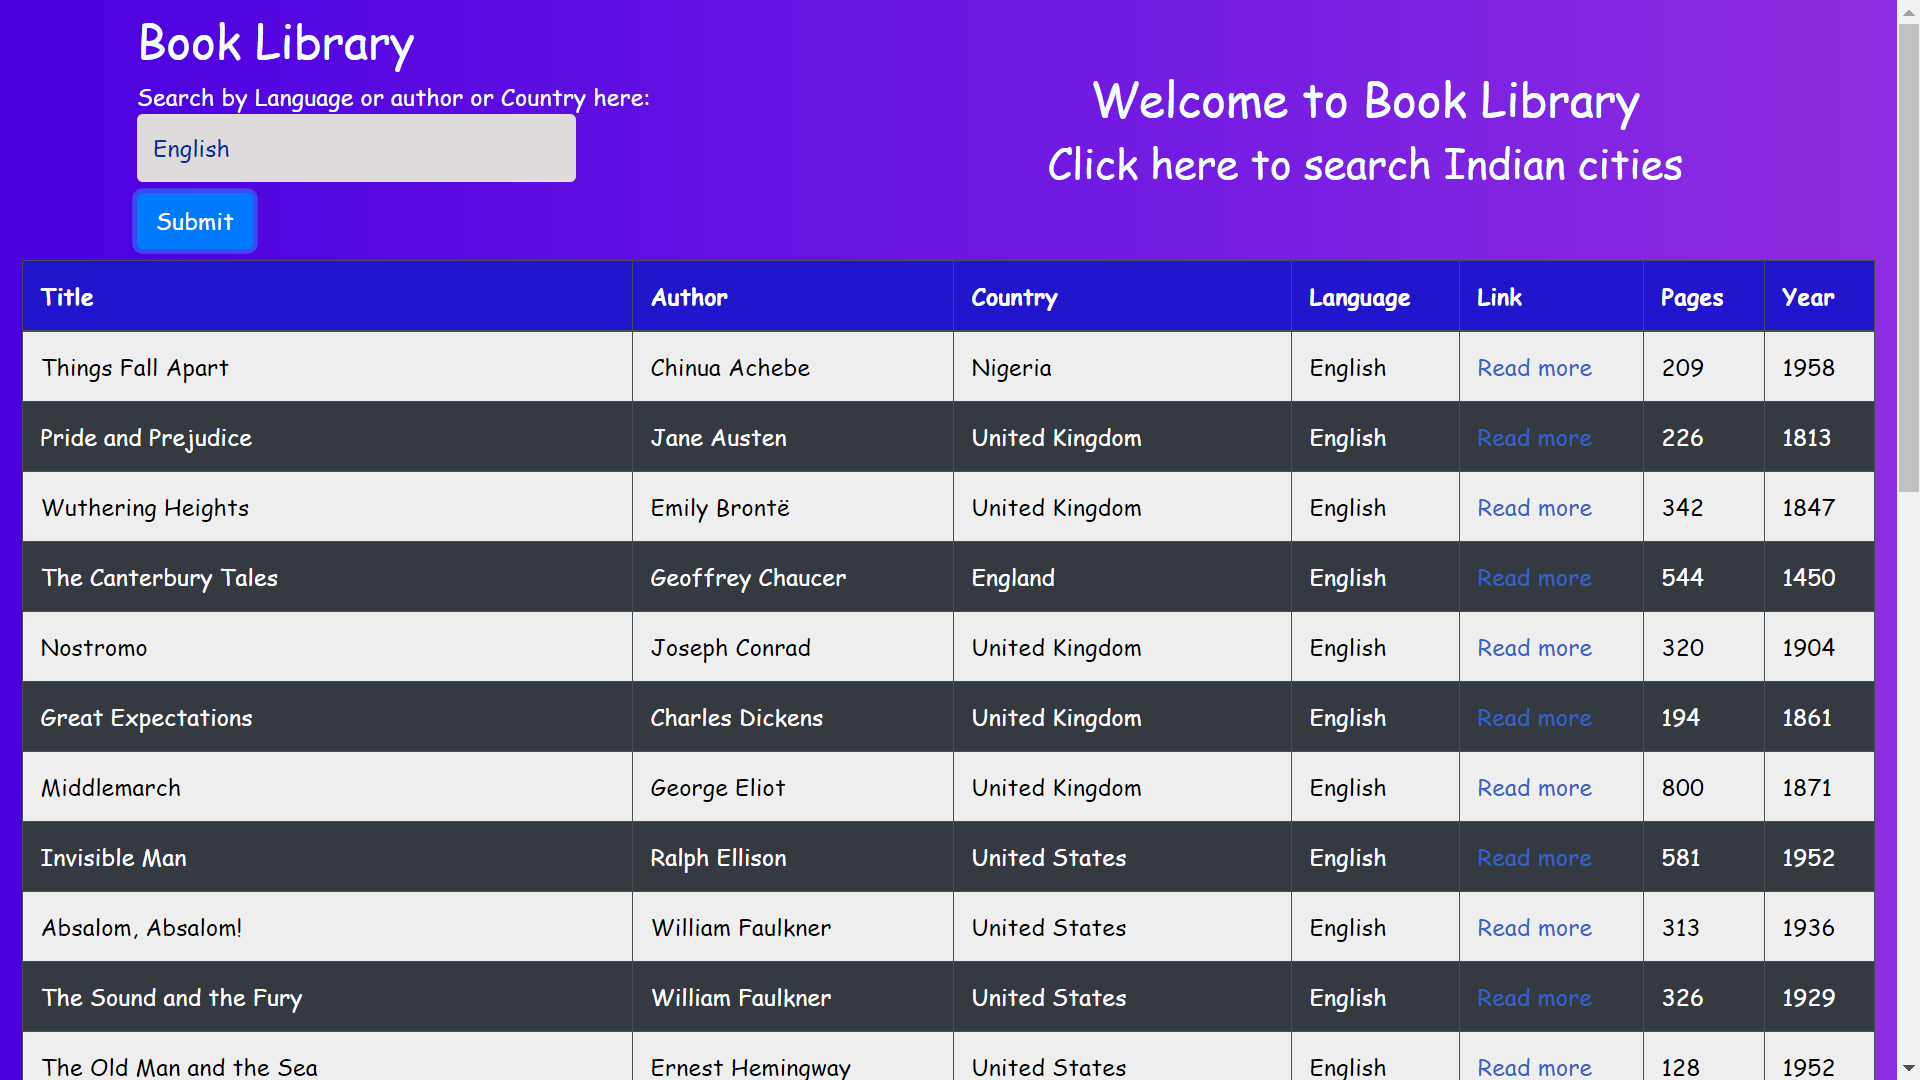 Book Library
Search by Language or author or Country here:
English
Submit
Welcome to Book Library
Click here to search Indian cities
Title Author Country Language Link Pages Year
Things Fall Apart Chinua Achebe Nigeria English Read more 209 1958
Pride and Prejudice Jane Austen United Kingdom English Read more 226 1813
Wuthering Heights Emily Brontë United Kingdom English Read more 342 1847
The Canterbury Tales Geoffrey Chaucer England English Read more 544 1450
Nostromo Joseph Conrad United Kingdom English Read more 320 1904
Great Expectations Charles Dickens United Kingdom English Read more 194 1861
Middlemarch George Eliot United Kingdom English Read more 800 1871
Invisible Man Ralph Ellison United States English Read more 581 1952
Absalom, Absalom! William Faulkner United States English Read more 313 1936
The Sound and the Fury William Faulkner United States English Read more 326 1929
The Old Man and the Sea Ernest Hemingway United States English Read more 128 1952